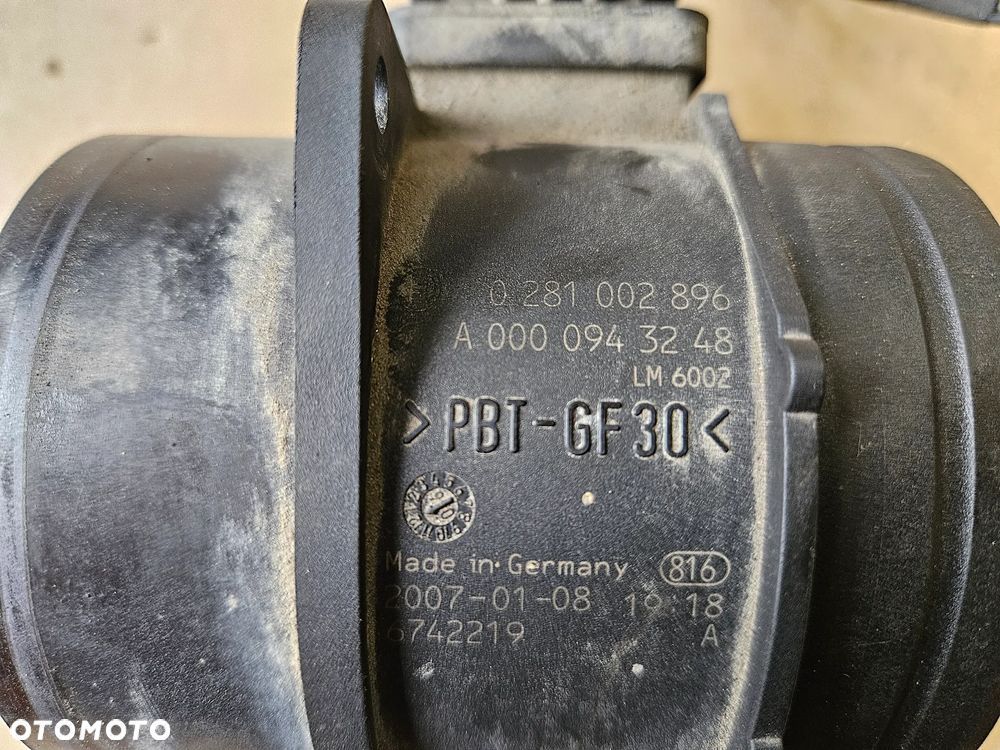 0 281 002 896
A 000 094 32 48
LM 6002
>PBT-GF30<
Made in Germany 816
2007-01-08 19:18
6742219 A
OTOMOTO